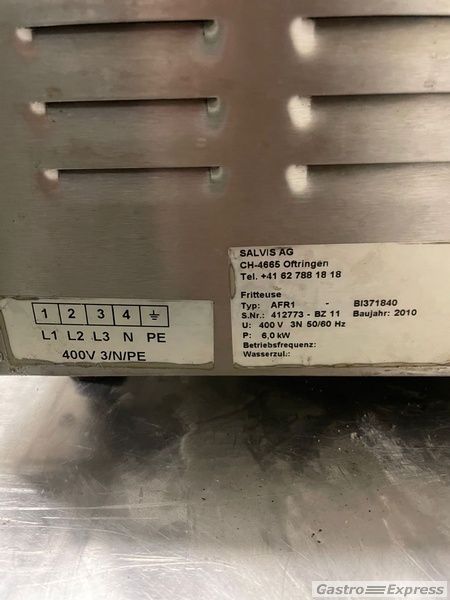 SALVIS AG
CH-4665 Oftringen
Tel. +41 62 788 18 18
Fritteuse
Typ: AFR1 - BI371840
S.Nr.: 412773 - BZ 11 Baujahr: 2010
U: 400 V 3N 50/60 Hz
P: 6,0 kW
Betriebsfrequenz:
Wasserzul.:
1 2 3 4
L1 L2 L3 N PE
400V 3/N/PE
Gastro Express